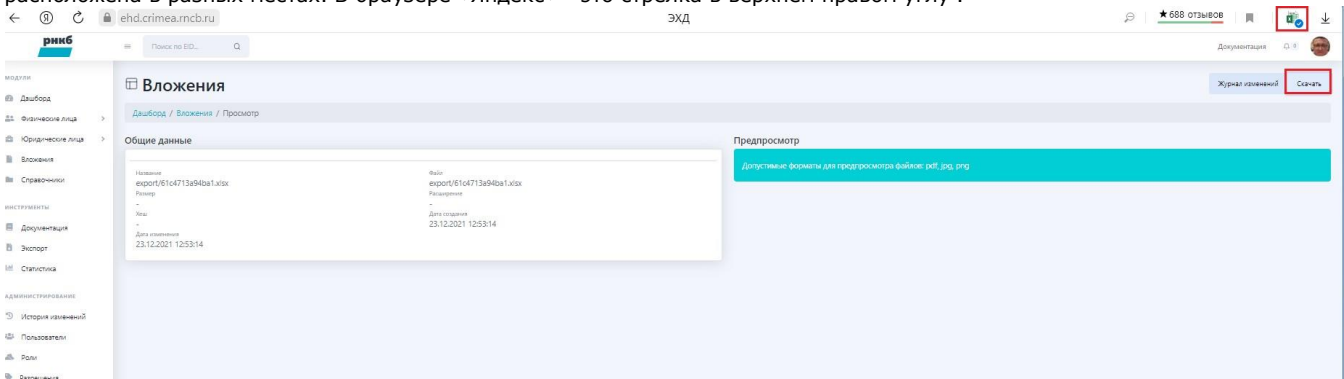 расположена в разных местах. В браузере «Яндекс» - это стрелка в верхнем правом углу .
ehd.crimea.rncb.ru
ЭХД
★688 отзывов
рнкб
Поиск по EID...
Документация
МОДУЛИ
Дашборд
Физические лица
Юридические лица
Вложения
Справочники
ИНСТРУМЕНТЫ
Документация
Экспорт
Статистика
АДМИНИСТРИРОВАНИЕ
История изменений
Пользователи
Роли
Разрешения
Вложения
Журнал изменений
Скачать
Дашборд / Вложения / Просмотр
Общие данные
Название
export/61c4713a94ba1.xlsx
Размер
-
Хеш
-
Дата изменения
23.12.2021 12:53:14
Файл
export/61c4713a94ba1.xlsx
Расширение
-
Дата создания
23.12.2021 12:53:14
Предпросмотр
Допустимые форматы для предпросмотра файлов: pdf, jpg, png